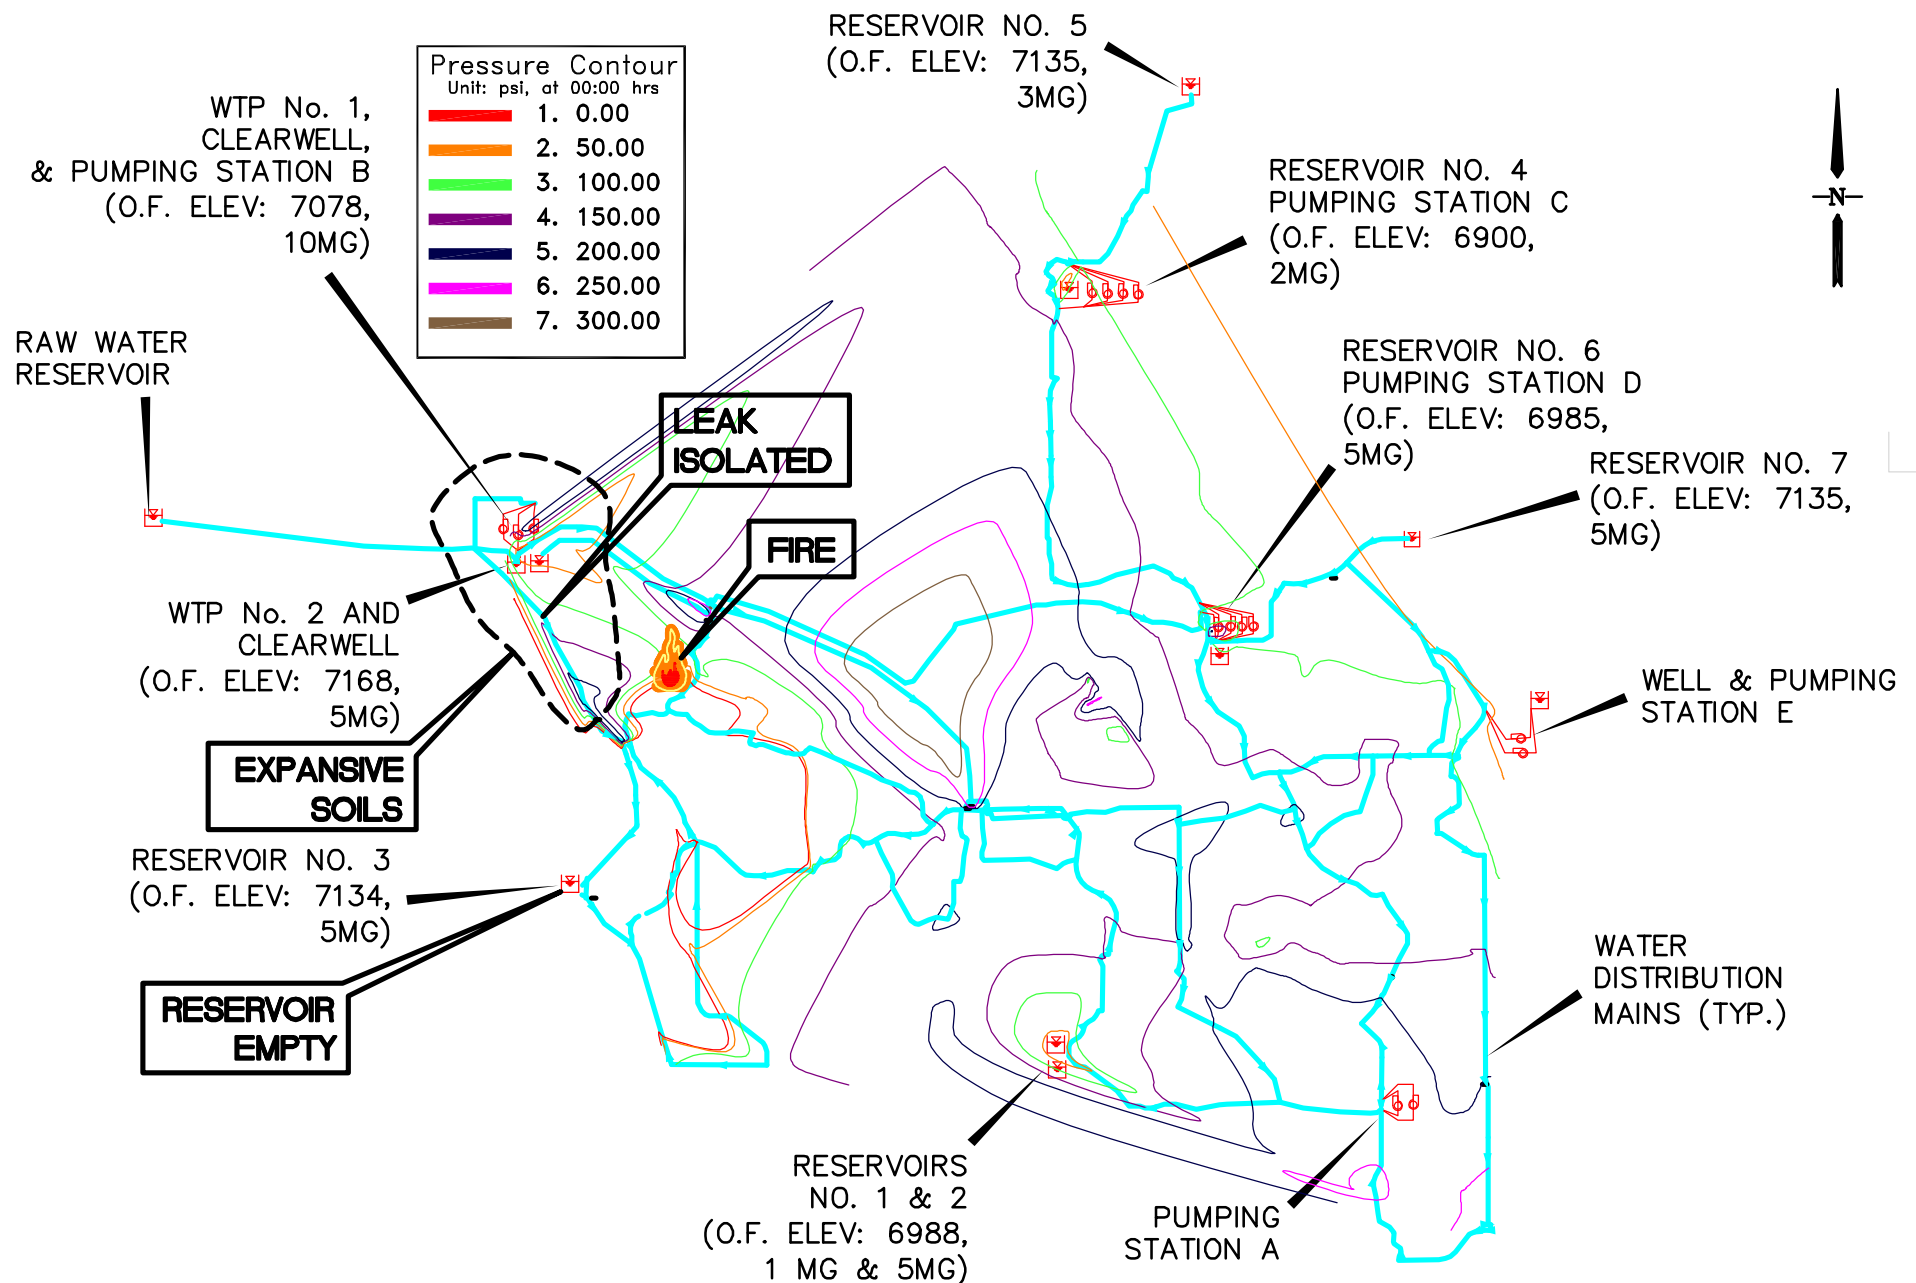 RESERVOIR NO. 5
(O.F. ELEV: 7135,
3MG)
Pressure Contour
Unit: psi, at 00:00 hrs
1. 0.00
2. 50.00
3. 100.00
4. 150.00
5. 200.00
6. 250.00
7. 300.00
WTP No. 1,
CLEARWELL,
& PUMPING STATION B
(O.F. ELEV: 7078,
10MG)
RESERVOIR NO. 4
PUMPING STATION C
(O.F. ELEV: 6900,
2MG)
N
RAW WATER
RESERVOIR
RESERVOIR NO. 6
PUMPING STATION D
(O.F. ELEV: 6985,
5MG)
LEAK
ISOLATED
RESERVOIR NO. 7
(O.F. ELEV: 7135,
5MG)
FIRE
WTP No. 2 AND
CLEARWELL
(O.F. ELEV: 7168,
5MG)
WELL & PUMPING
STATION E
EXPANSIVE
SOILS
RESERVOIR NO. 3
(O.F. ELEV: 7134,
5MG)
WATER
DISTRIBUTION
MAINS (TYP.)
RESERVOIR
EMPTY
RESERVOIRS
NO. 1 & 2
(O.F. ELEV: 6988,
1 MG & 5MG)
PUMPING
STATION A